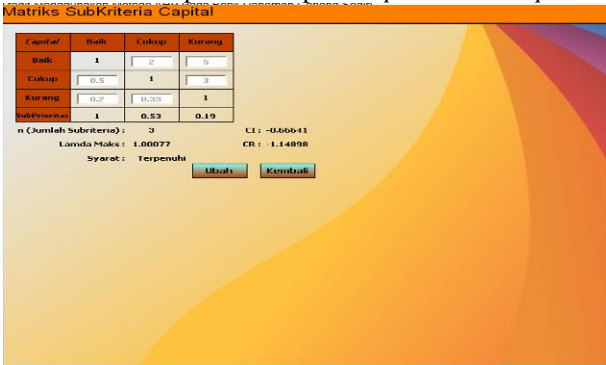 Matriks SubKriteria Capital
Capital Baik Cukup Kurang
Baik 1 2 5
Cukup 0.5 1 3
Kurang 0.2 0.33 1
SubPrioritas 1 0.53 0.19
n (Jumlah Subriteria) : 3 CI : -0.66641
Lamda Maks : 1.00077 CR : -1.14898
Syarat : Terpenuhi
Ubah Kembali